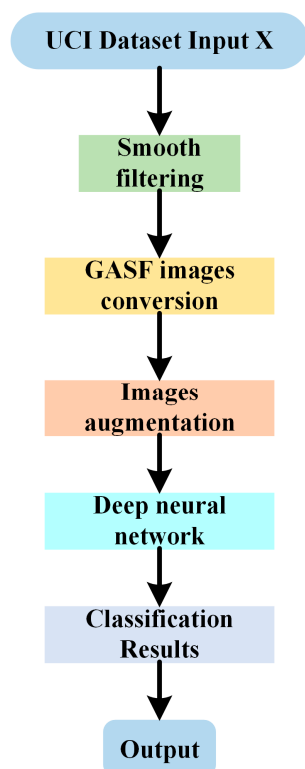 UCI Dataset Input X
Smooth
filtering
GASF images
conversion
Images
augmentation
Deep neural
network
Classification
Results
Output